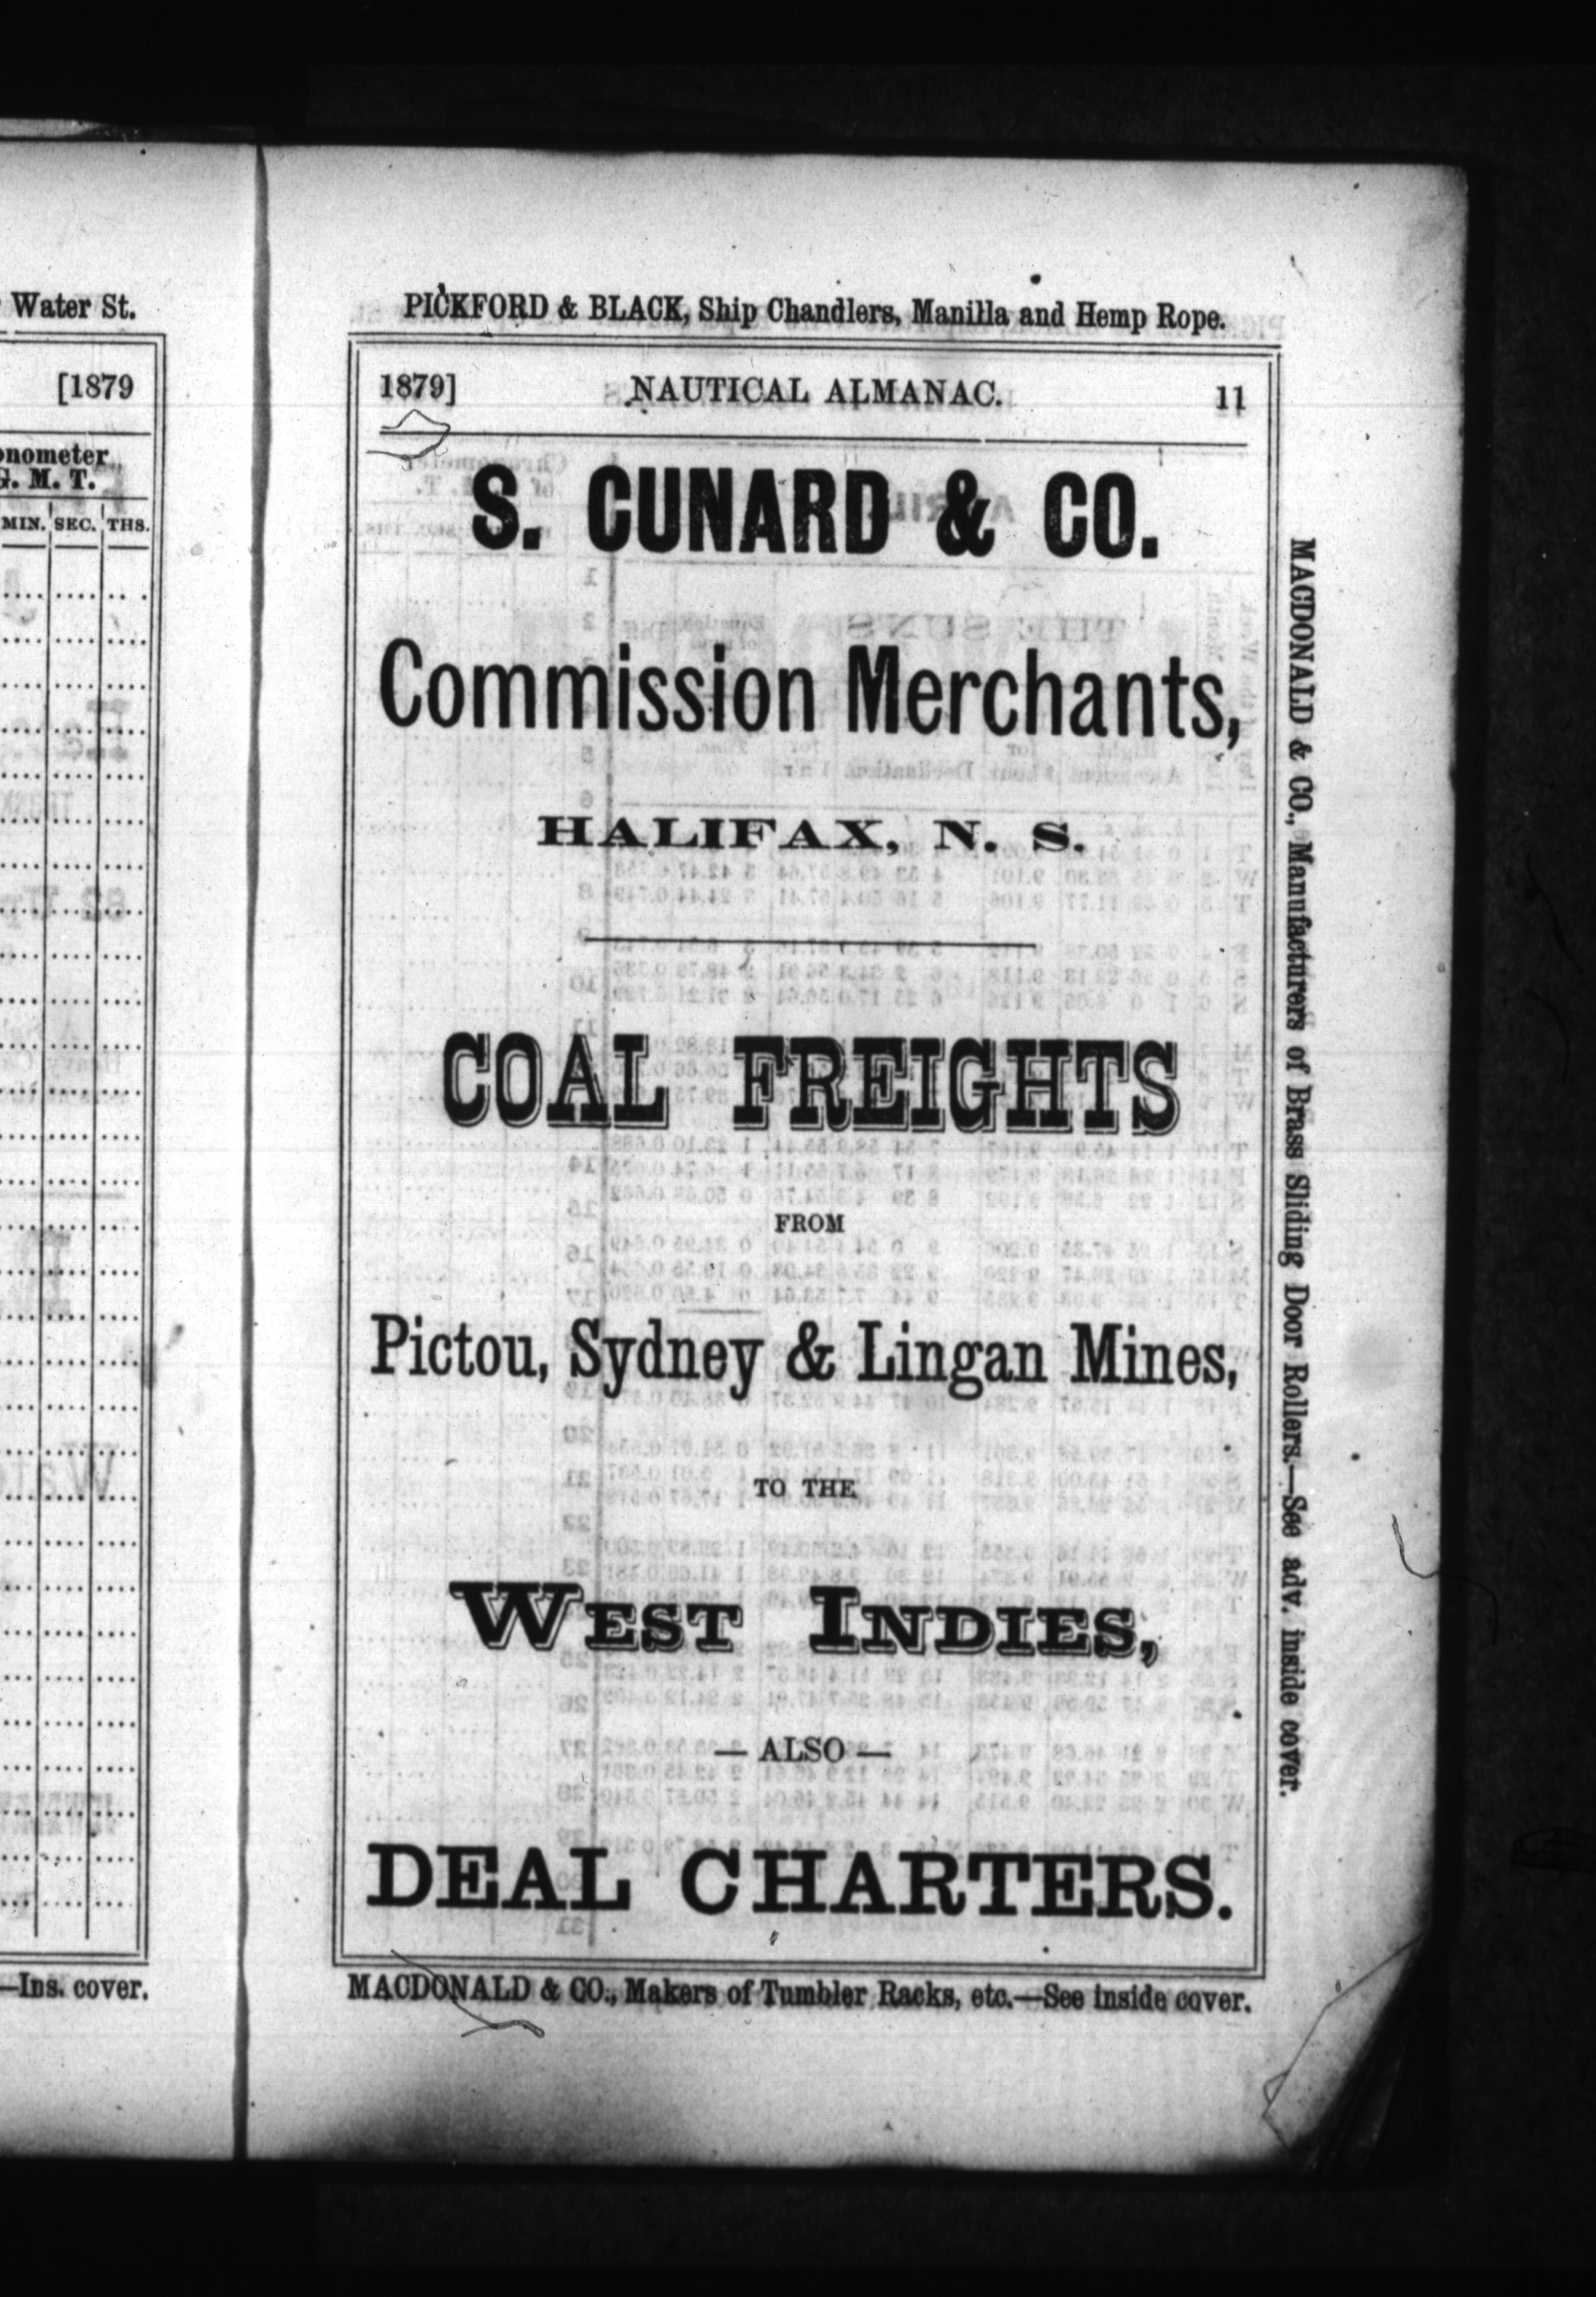 Water St.
[1879
G. M. T.
MIN. SEC. THS.
—Ins. cover.
PICKFORD & BLACK, Ship Chandlers, Manilla and Hemp Rope.
1879] NAUTICAL ALMANAC. 11
S. CUNARD & CO.
Commission Merchants,
HALIFAX, N. S.
COAL FREIGHTS
FROM
Pictou, Sydney & Lingan Mines,
TO THE
WEST INDIES,
— ALSO —
DEAL CHARTERS.
MACDONALD & CO., Makers of Tumbler Racks, etc.—See inside cover.
MACDONALD & CO., Manufacturers of Brass Sliding Door Rollers.—See adv. inside cover.